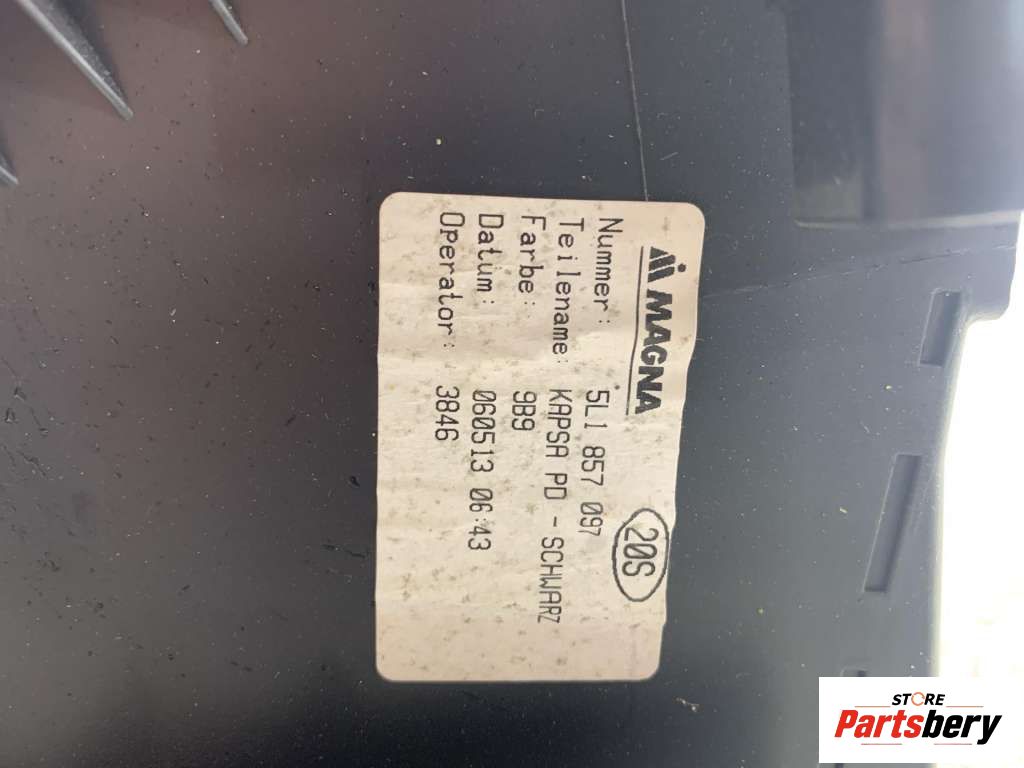 MAGNA
20S
Nummer: 5L1 857 097
Teilename: KAPSA PD - SCHWARZ
Farbe: 9B9
Datum: 060513 06:43
Operator: 3846
STORE
Partsbery